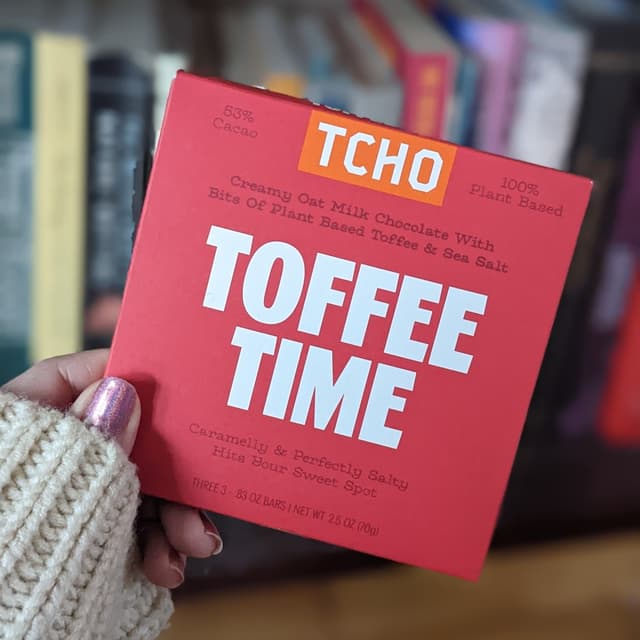 53%
Cacao
TCHO
100%
Plant Based
Creamy Oat Milk Chocolate With
Bits Of Plant Based Toffee & Sea Salt
TOFFEE
TIME
Caramelly & Perfectly Salty
Hits Your Sweet Spot
THREE 3 - .83 OZ BARS | NET WT 2.5 OZ (70g)